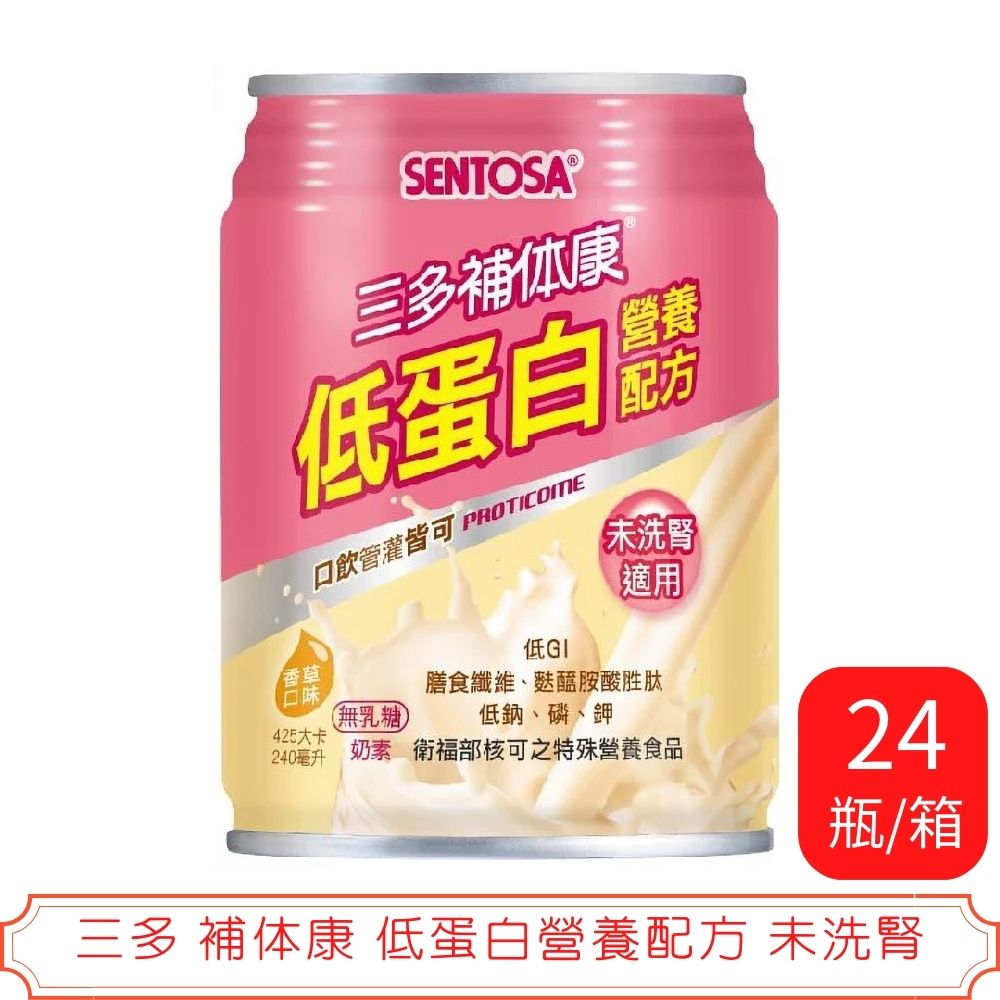 SENTOSA®
三多補体康®
低蛋白營養配方
口飲管灌皆可 PROTICOME
未洗腎
適用
低GI
膳食纖維、麩醯胺酸胜肽
低鈉、磷、鉀
衛福部核可之特殊營養食品
香草
口味
無乳糖
奶素
425大卡
240毫升
24
瓶/箱
三多 補体康 低蛋白營養配方 未洗腎